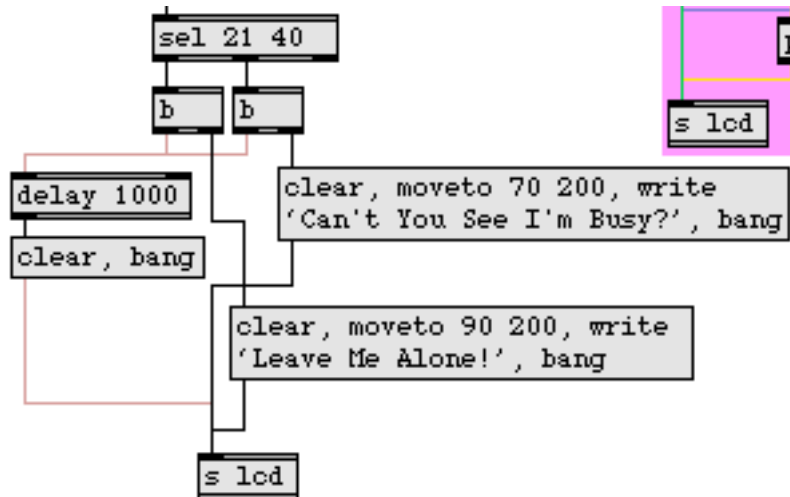 sel 21 40
b
b
s lcd
delay 1000
clear, moveto 70 200, write
‘Can't You See I'm Busy?’, bang
clear, bang
clear, moveto 90 200, write
‘Leave Me Alone!’, bang
s lcd